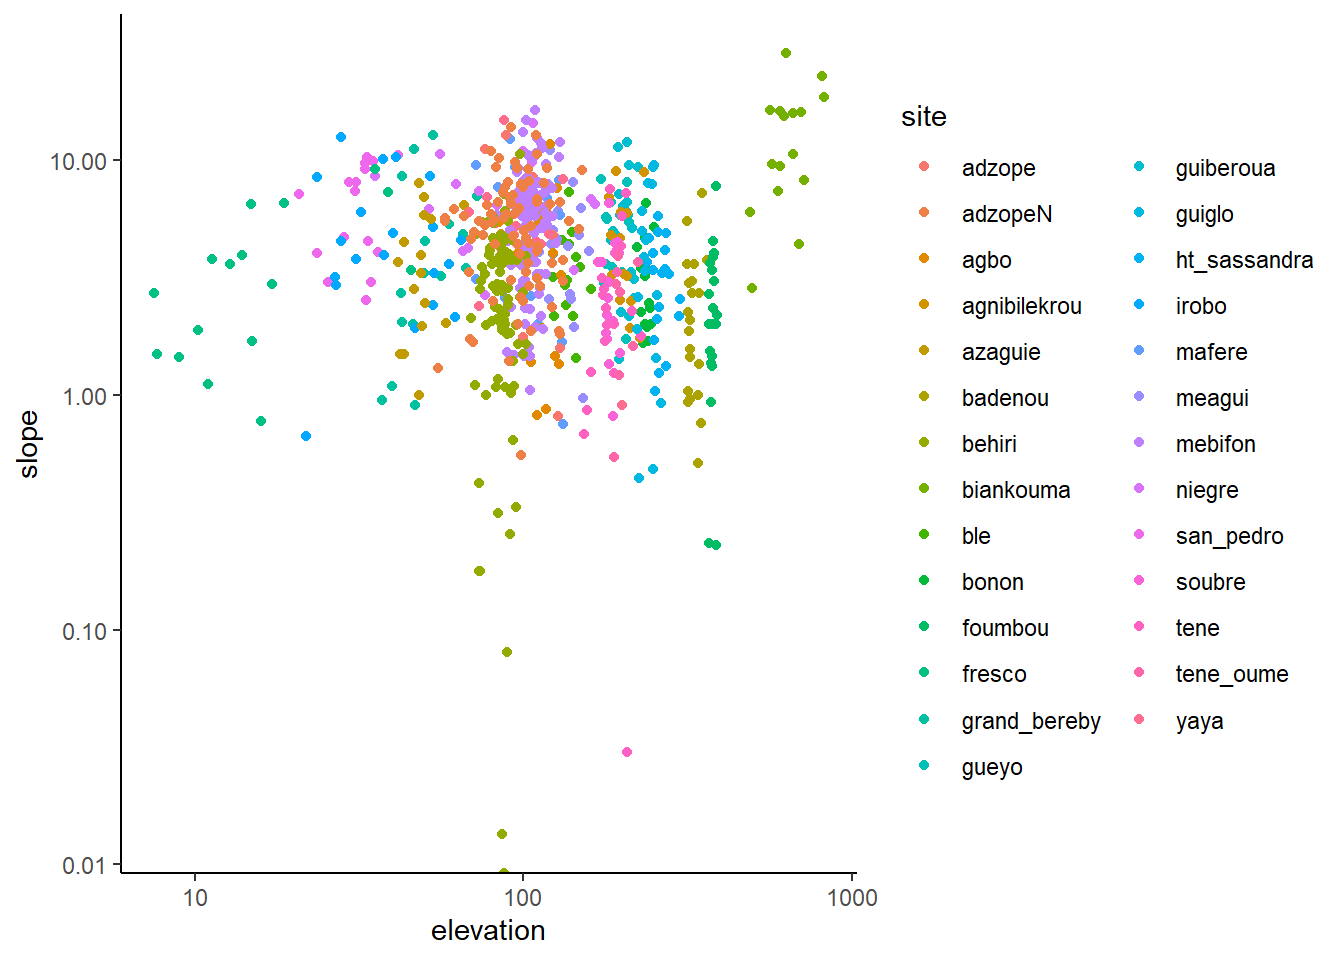 10.00
1.00
0.10
0.01
slope
10
100
1000
elevation
site
adzope
adzopeN
agbo
agnibilekrou
azaguie
badenou
behiri
biankouma
ble
bonon
foumbou
fresco
grand_bereby
gueyo
guiberoua
guiglo
ht_sassandra
irobo
mafere
meagui
mebifon
niegre
san_pedro
soubre
tene
tene_oume
yaya